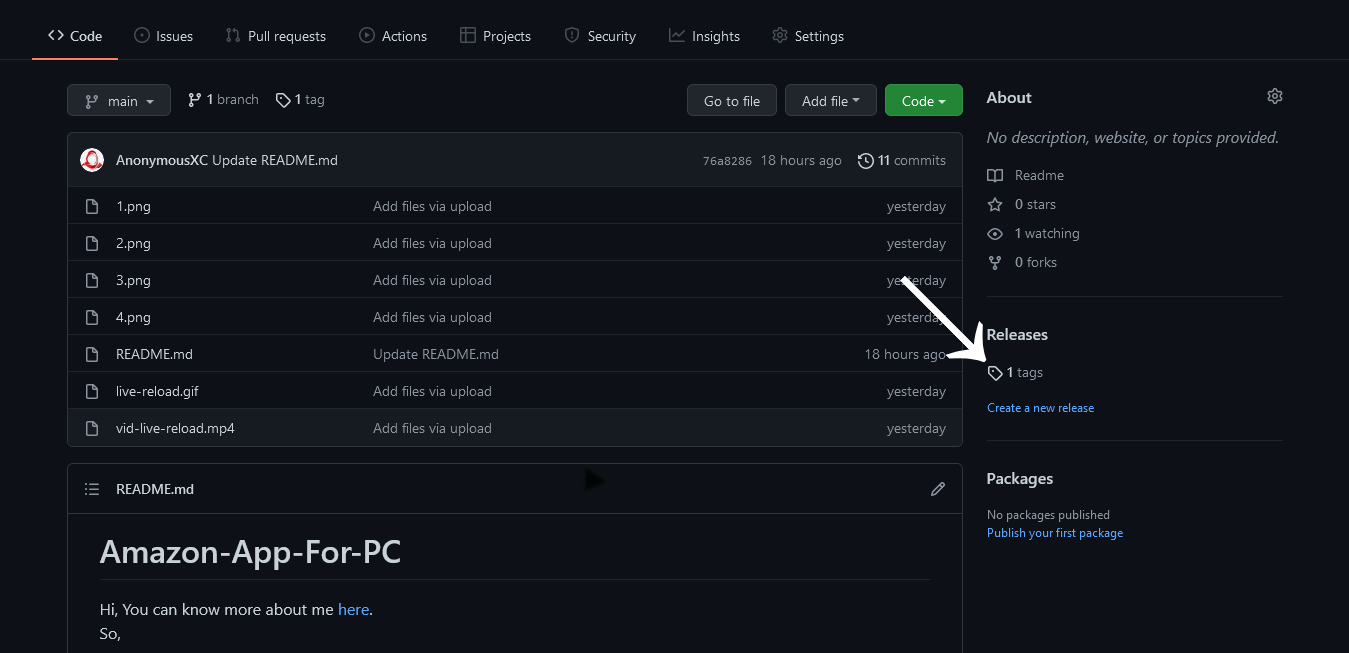 Code Issues Pull requests Actions Projects Security Insights Settings
main 1 branch 1 tag Go to file Add file Code
AnonymousXC Update README.md 76a8286 18 hours ago 11 commits
1.png Add files via upload yesterday
2.png Add files via upload yesterday
3.png Add files via upload yesterday
4.png Add files via upload yesterday
README.md Update README.md 18 hours ago
live-reload.gif Add files via upload yesterday
vid-live-reload.mp4 Add files via upload yesterday
README.md
Amazon-App-For-PC
Hi, You can know more about me here.
So,
About
No description, website, or topics provided.
Readme
0 stars
1 watching
0 forks
Releases
1 tags
Create a new release
Packages
No packages published
Publish your first package